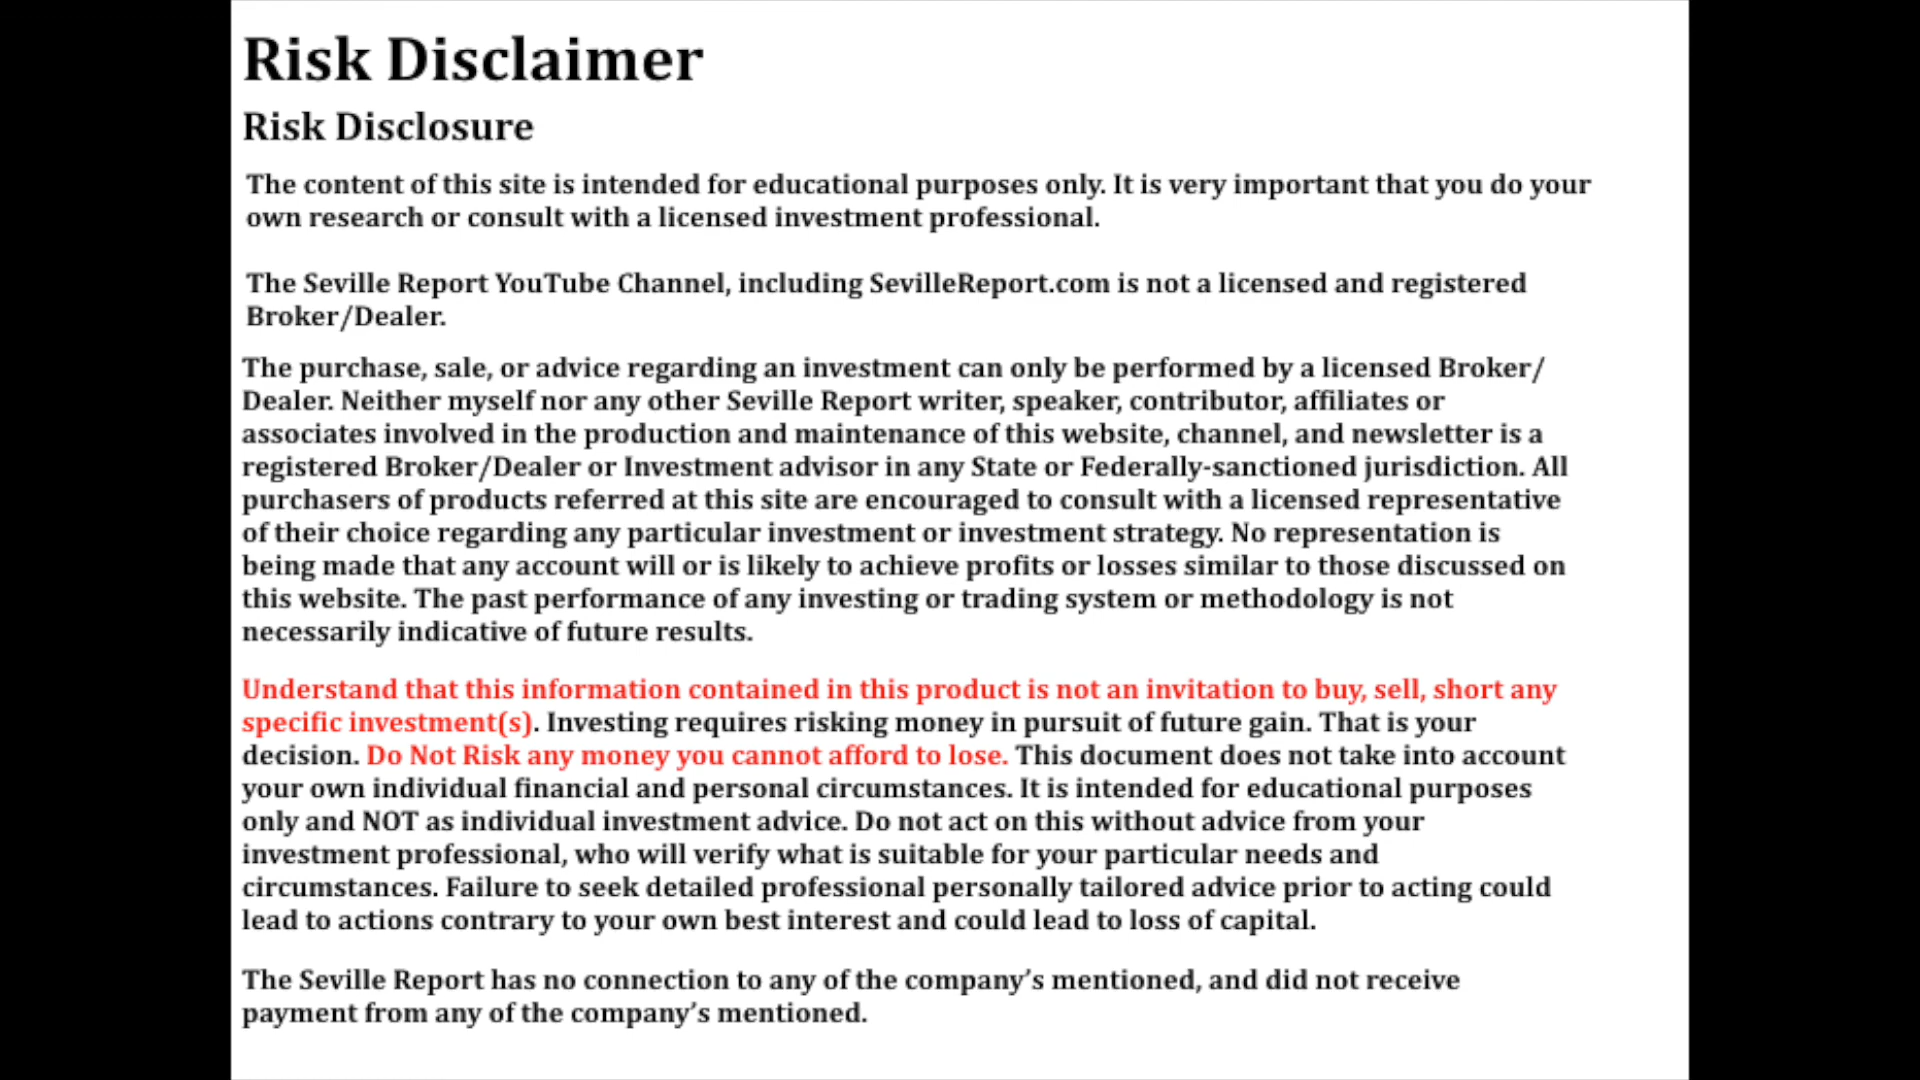 Risk Disclaimer
Risk Disclosure
The content of this site is intended for educational purposes only. It is very important that you do your
own research or consult with a licensed investment professional.
The Seville Report YouTube Channel, including SevilleReport.com is not a licensed and registered
Broker/Dealer.
The purchase, sale, or advice regarding an investment can only be performed by a licensed Broker/
Dealer. Neither myself nor any other Seville Report writer, speaker, contributor, affiliates or
associates involved in the production and maintenance of this website, channel, and newsletter is a
registered Broker/Dealer or Investment advisor in any State or Federally-sanctioned jurisdiction. All
purchasers of products referred at this site are encouraged to consult with a licensed representative
of their choice regarding any particular investment or investment strategy. No representation is
being made that any account will or is likely to achieve profits or losses similar to those discussed on
this website. The past performance of any investing or trading system or methodology is not
necessarily indicative of future results.
Understand that this information contained in this product is not an invitation to buy, sell, short any
specific investment(s). Investing requires risking money in pursuit of future gain. That is your
decision. Do Not Risk any money you cannot afford to lose. This document does not take into account
your own individual financial and personal circumstances. It is intended for educational purposes
only and NOT as individual investment advice. Do not act on this without advice from your
investment professional, who will verify what is suitable for your particular needs and
circumstances. Failure to seek detailed professional personally tailored advice prior to acting could
lead to actions contrary to your own best interest and could lead to loss of capital.
The Seville Report has no connection to any of the company’s mentioned, and did not receive
payment from any of the company’s mentioned.